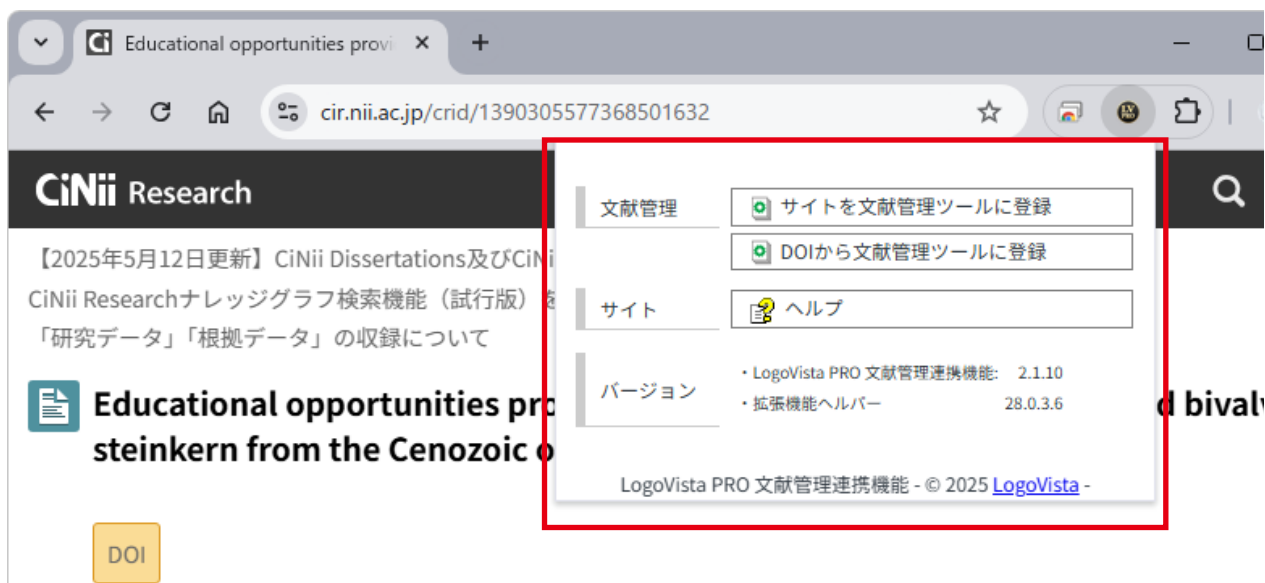 Educational opportunities provi
cir.nii.ac.jp/crid/1390305577368501632
LV PRO
CiNii Research
【2025年5月12日更新】CiNii Dissertations及びCiNi
CiNii Researchナレッジグラフ検索機能（試行版）を
「研究データ」「根拠データ」の収録について
Educational opportunities pro
d bival
steinkern from the Cenozoic o
DOI
文献管理
サイトを文献管理ツールに登録
DOIから文献管理ツールに登録
サイト
ヘルプ
バージョン
・LogoVista PRO 文献管理連携機能: 2.1.10
・拡張機能ヘルパー 28.0.3.6
LogoVista PRO 文献管理連携機能 - © 2025 LogoVista -